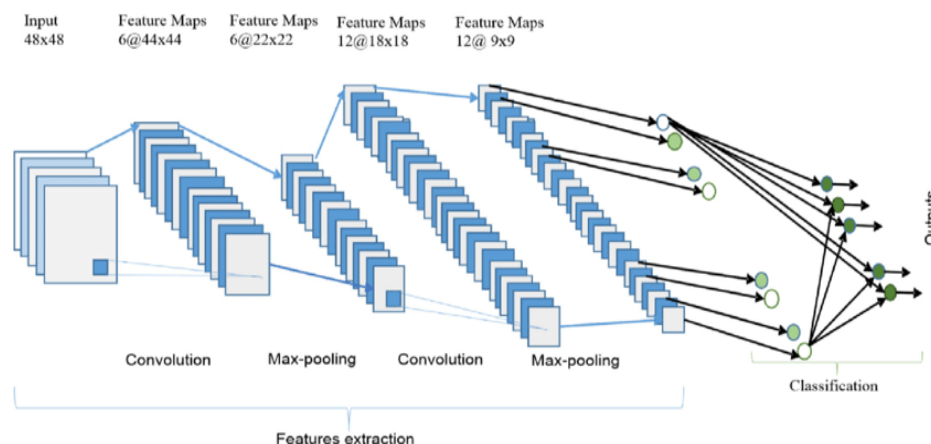 Input
48x48
Feature Maps
6@44x44
Feature Maps
6@22x22
Feature Maps
12@18x18
Feature Maps
12@ 9x9
Outputs
Convolution
Max-pooling
Convolution
Max-pooling
Classification
Features extraction